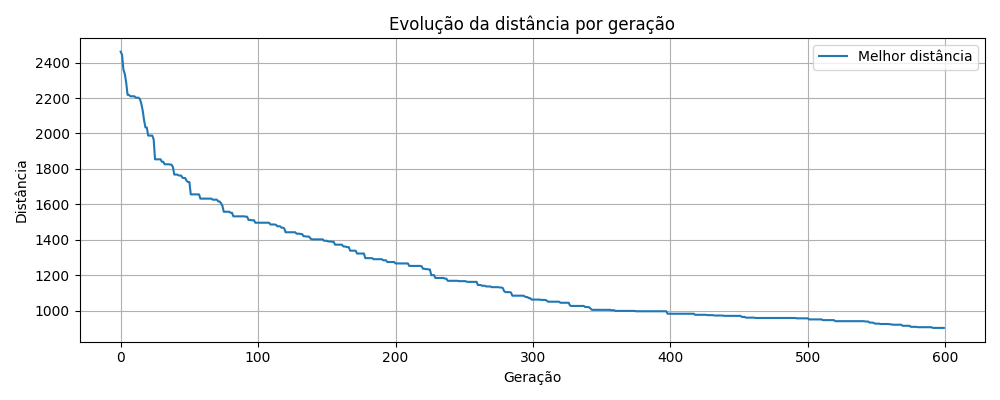 Evolução da distância por geração
Melhor distância
Distância
2400
2200
2000
1800
1600
1400
1200
1000
0 100 200 300 400 500 600
Geração